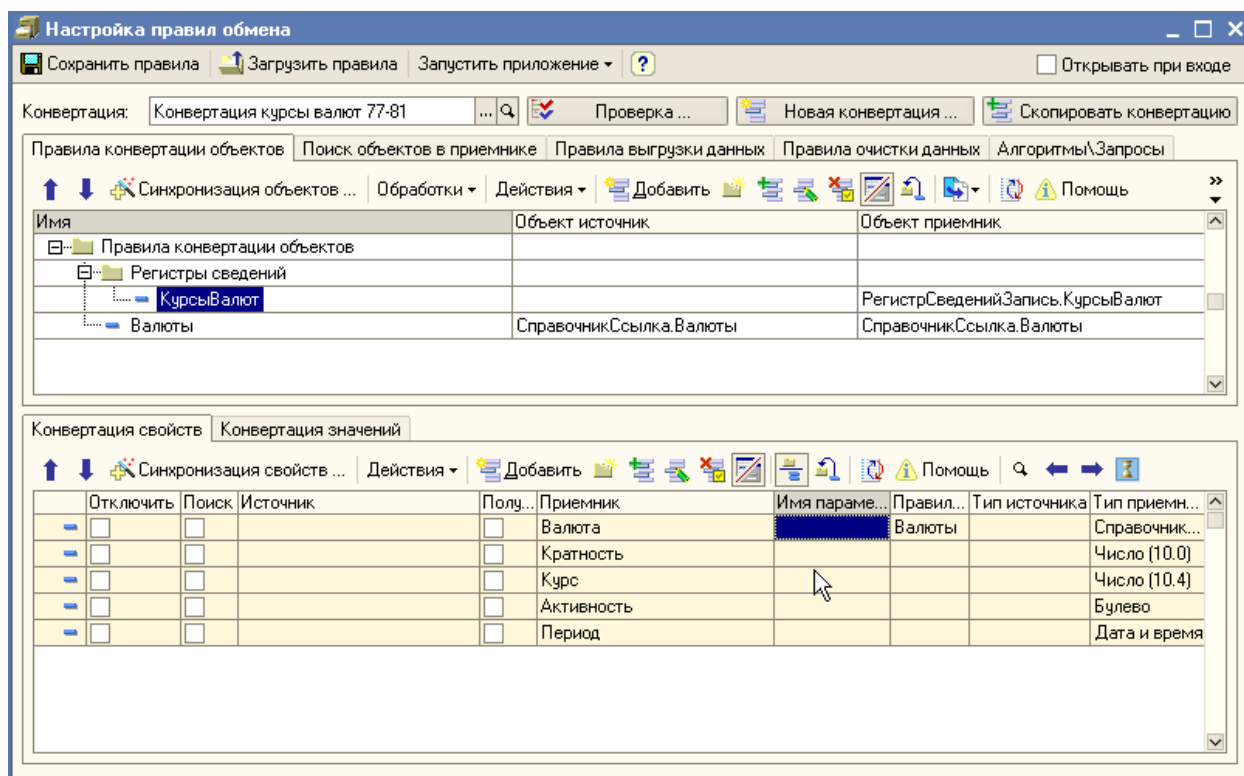 Настройка правил обмена
Сохранить правила Загрузить правила Запустить приложение ? Открывать при входе
Конвертация: Конвертация курсы валют 77-81 ... Проверка ... Новая конвертация ... Скопировать конвертацию
Правила конвертации объектов Поиск объектов в приемнике Правила выгрузки данных Правила очистки данных Алгоритмы\Запросы
Синхронизация объектов ... Обработки Действия Добавить Помощь
Имя Объект источник Объект приемник
Правила конвертации объектов
Регистры сведений
КурсыВалют РегистрСведенийЗапись.КурсыВалют
Валюты СправочникСсылка.Валюты СправочникСсылка.Валюты
Конвертация свойств Конвертация значений
Синхронизация свойств ... Действия Добавить Помощь
Отключить Поиск Источник Полу... Приемник Имя параме... Правил... Тип источника Тип приемн...
Валюта Валюты Справочник...
Кратность Число (10.0)
Курс Число (10.4)
Активность Булево
Период Дата и время